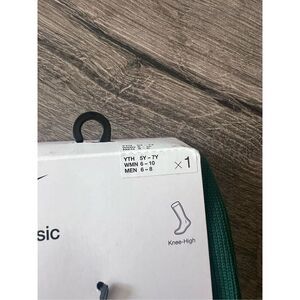 YTH 5Y – 7Y
WMN 6 – 10
MEN 6 – 8
×1
sic
Knee-High